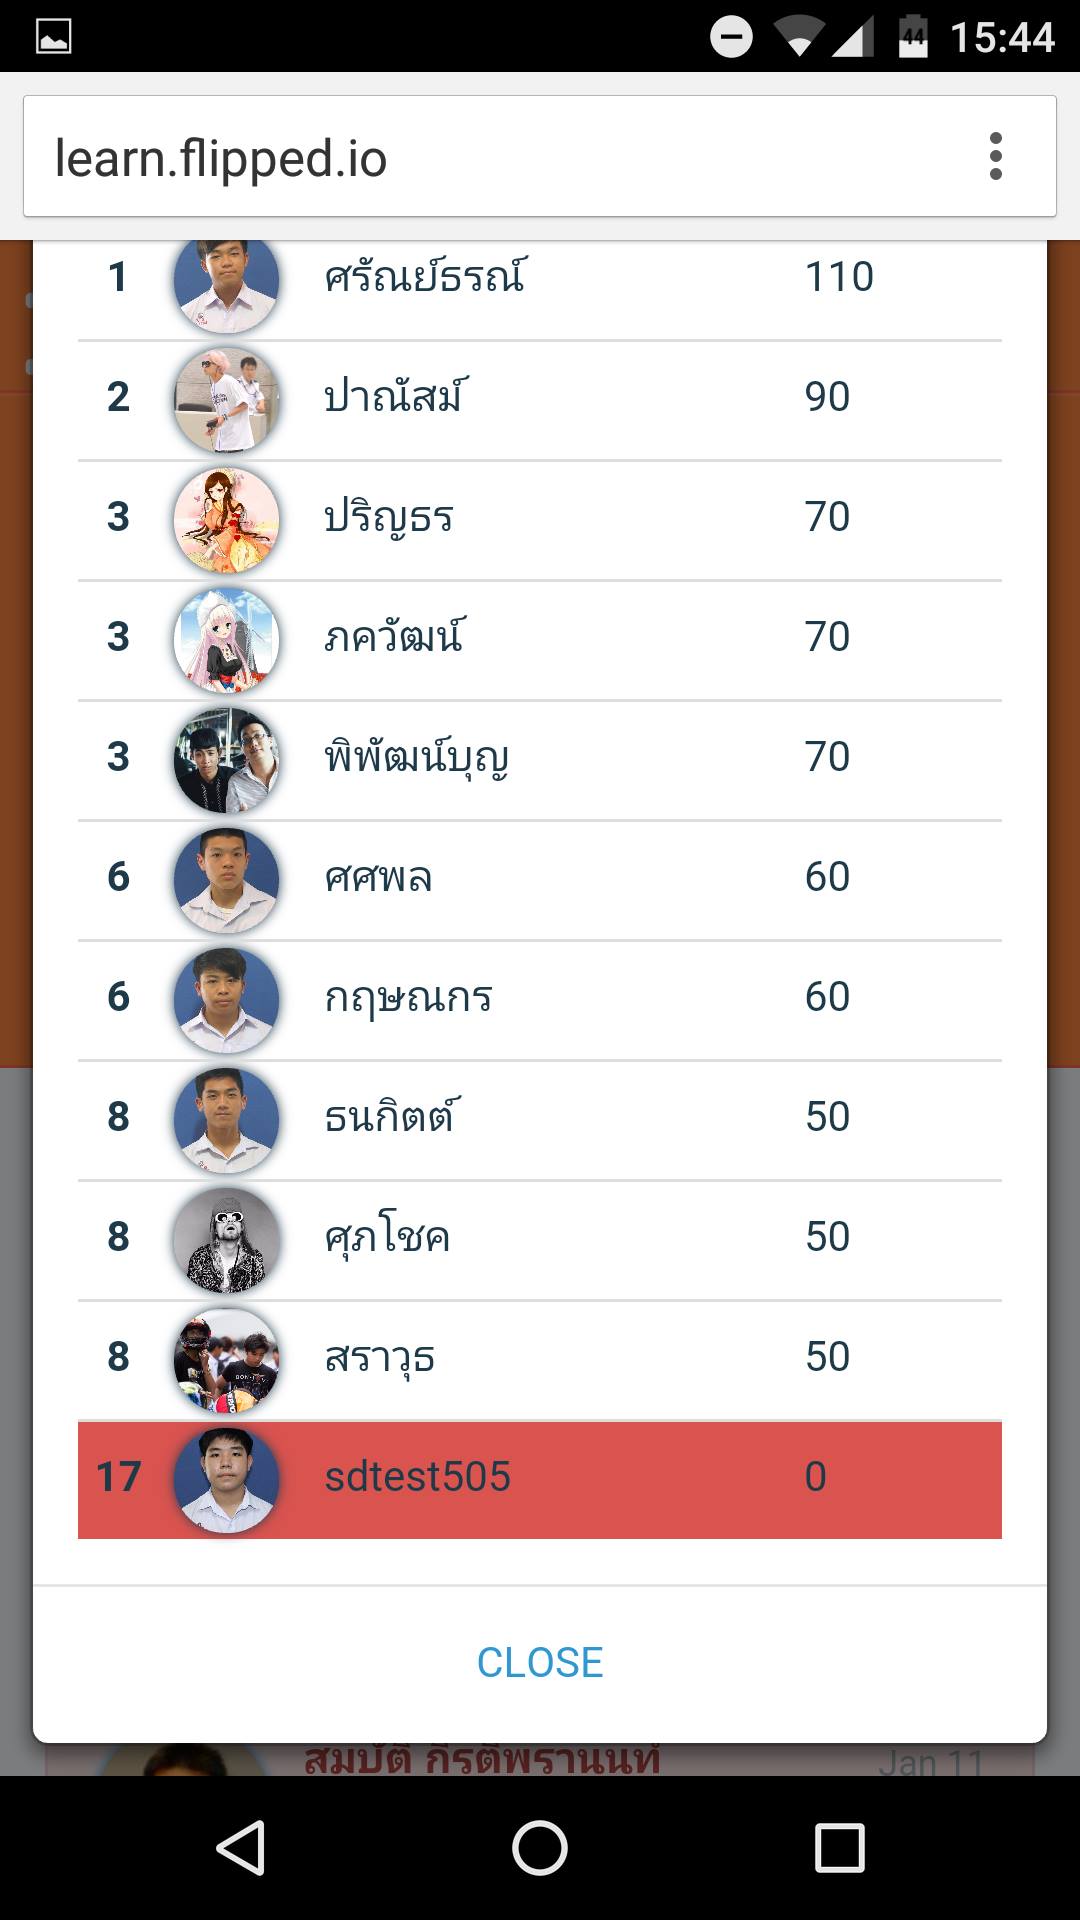 44 15:44
learn.flipped.io
1 ศรัณย์ธรณ์ 110
2 ปาณัสม์ 90
3 ปริญธร 70
3 ภควัฒน์ 70
3 พิพัฒน์บุญ 70
6 ศศพล 60
6 กฤษณกร 60
8 ธนกิตต์ 50
8 ศุภโชค 50
8 สราวุธ 50
17 sdtest505 0
CLOSE
สมบัติ กีรตีพรานนท์ Jan 11